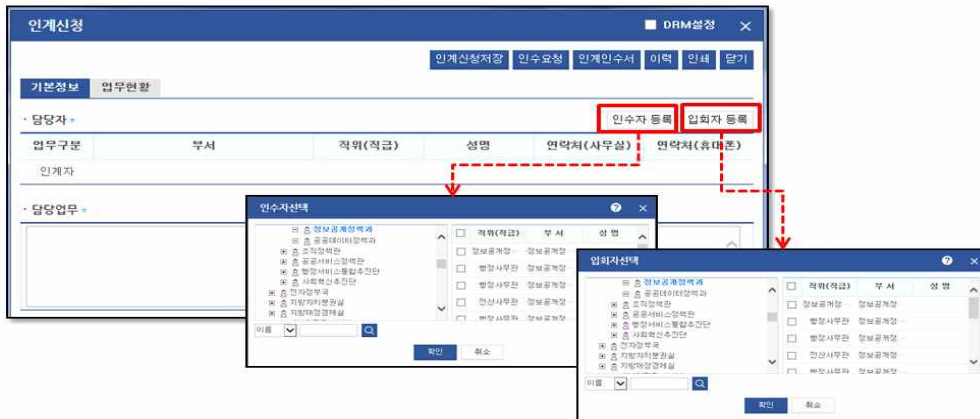 인계신청
DRM설정
인계신청저장 인수요청 인계인수서 이력 인쇄 닫기
기본정보 업무현황
· 담당자 *
인수자 등록 입회자 등록
업무구분 부서 직위(직급) 성명 연락처(사무실) 연락처(휴대폰)
인계자
· 담당업무 *
인수자선택
정보공개정책과
공공데이터정책과
조직정책관
공공서비스정책관
행정서비스통합추진단
사회혁신추진단
전자정부국
지방자치분권실
지방재정경제실
직위(직급) 부 서 성 명
정보공개정··· 정보공개정···
행정사무관 정보공개정···
행정사무관 정보공개정···
전산사무관 정보공개정···
행정사무관 정보공개정···
이름
확인 취소
입회자선택
정보공개정책과
공공데이터정책과
조직정책관
공공서비스정책관
행정서비스통합추진단
사회혁신추진단
전자정부국
지방자치분권실
지방재정경제실
직위(직급) 부 서 성 명
정보공개정··· 정보공개정···
행정사무관 정보공개정···
전산사무관 정보공개정···
행정사무관 정보공개정···
이름
확인 취소